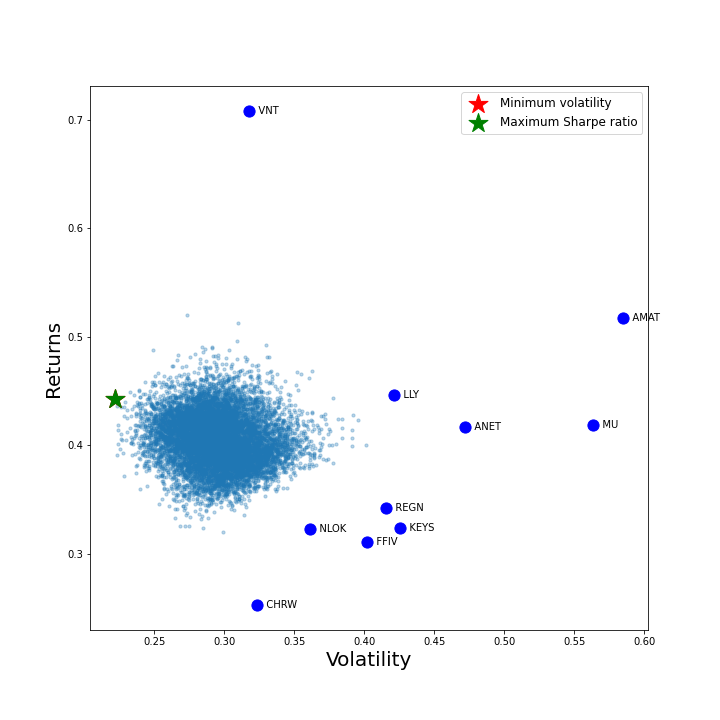 Minimum volatility
Maximum Sharpe ratio
VNT
AMAT
LLY
ANET
MU
REGN
NLOK
KEYS
FFIV
CHRW
Returns
0.7
0.6
0.5
0.4
0.3
0.25
0.30
0.35
0.40
0.45
0.50
0.55
0.60
Volatility